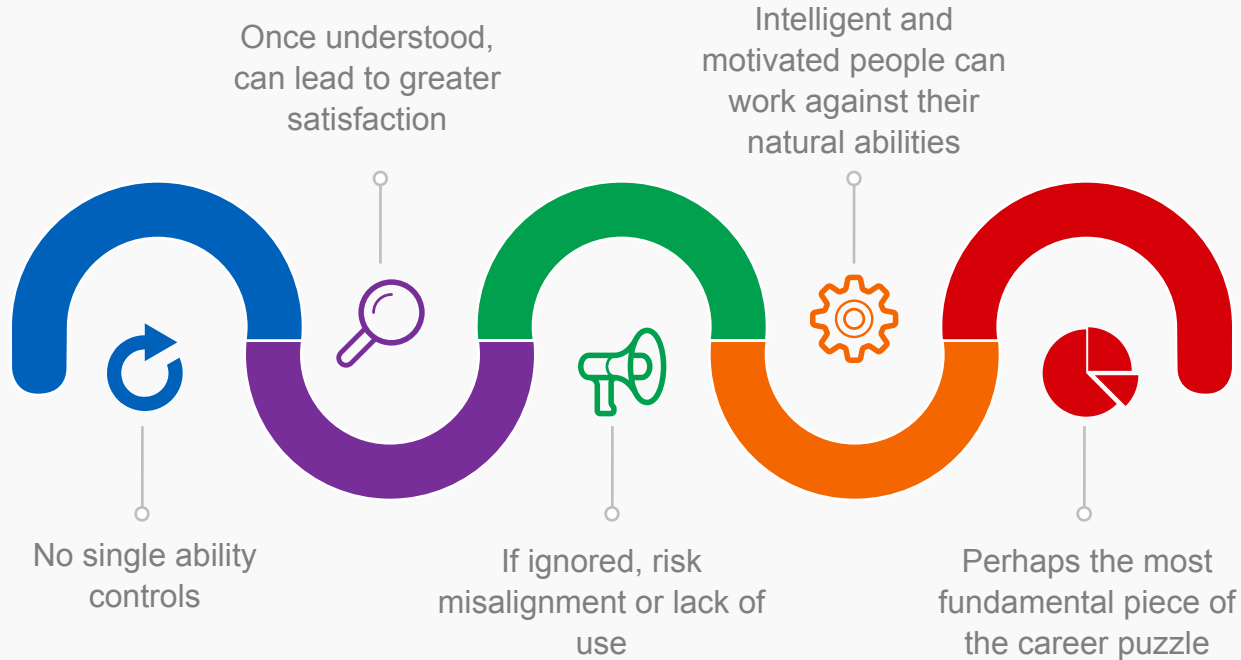 No single ability
controls
Once understood,
can lead to greater
satisfaction
If ignored, risk
misalignment or lack of
use
Intelligent and
motivated people can
work against their
natural abilities
Perhaps the most
fundamental piece of
the career puzzle